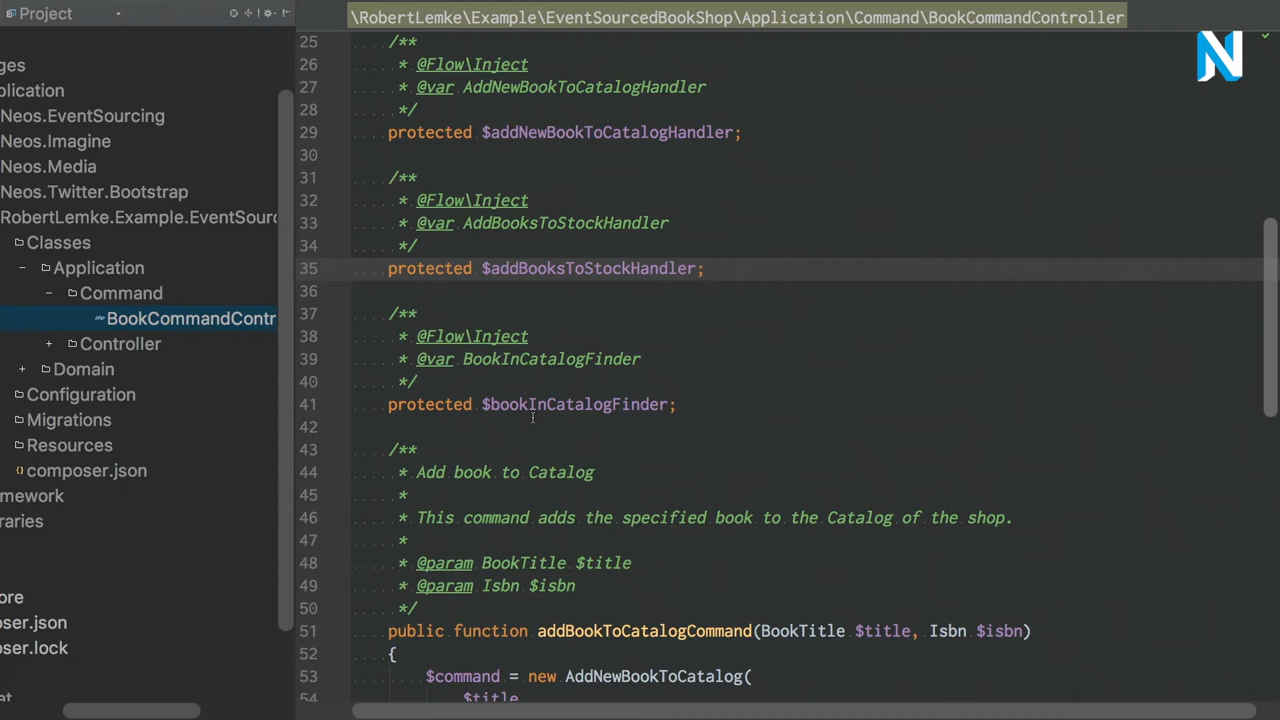 Project
\RobertLemke\Example\EventSourcedBookShop\Application\Command\BookCommandController
ges
olication
Neos.EventSourcing
Neos.Imagine
Neos.Media
Neos.Twitter.Bootstrap
RobertLemke.Example.EventSourc
Classes
Application
Command
BookCommandContr
Controller
Domain
Configuration
Migrations
Resources
composer.json
mework
raries
ore
poser.json
oser.lock
at
25 /**
26 * @Flow\Inject
27 * @var AddNewBookToCatalogHandler
28 */
29 protected $addNewBookToCatalogHandler;
30
31 /**
32 * @Flow\Inject
33 * @var AddBooksToStockHandler
34 */
35 protected $addBooksToStockHandler;
36
37 /**
38 * @Flow\Inject
39 * @var BookInCatalogFinder
40 */
41 protected $bookInCatalogFinder;
42
43 /**
44 * Add book to Catalog
45 *
46 * This command adds the specified book to the Catalog of the shop.
47 *
48 * @param BookTitle $title
49 * @param Isbn $isbn
50 */
51 public function addBookToCatalogCommand(BookTitle $title, Isbn $isbn)
52 {
53 $command = new AddNewBookToCatalog(
54 $title